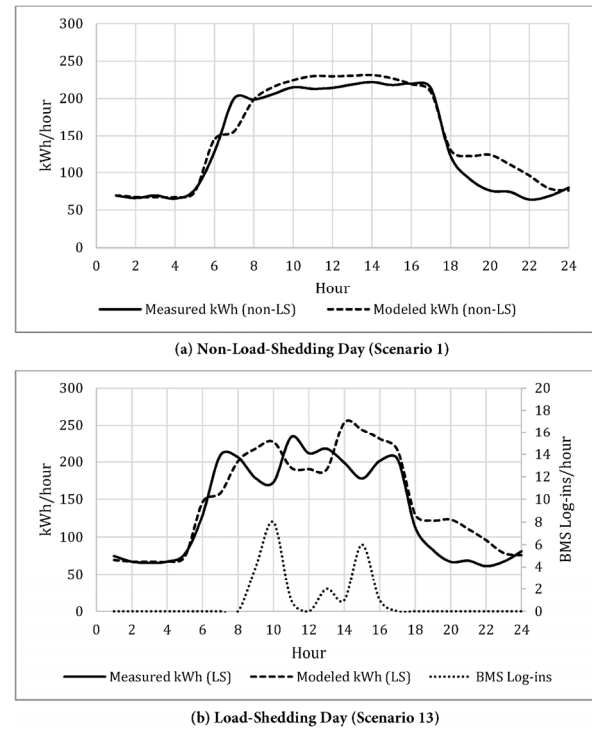 300
250
200
150
100
50
0
kWh/hour
0 2 4 6 8 10 12 14 16 18 20 22 24
Hour
Measured kWh (non-LS) Modeled kWh (non-LS)
(a) Non-Load-Shedding Day (Scenario 1)
300 20
250 18
200 16
150 14
100 12
50 10
0 8
6
4
2
0
kWh/hour
BMS Log-ins/hour
0 2 4 6 8 10 12 14 16 18 20 22 24
Hour
Measured kWh (LS) Modeled kWh (LS) BMS Log-ins
(b) Load-Shedding Day (Scenario 13)